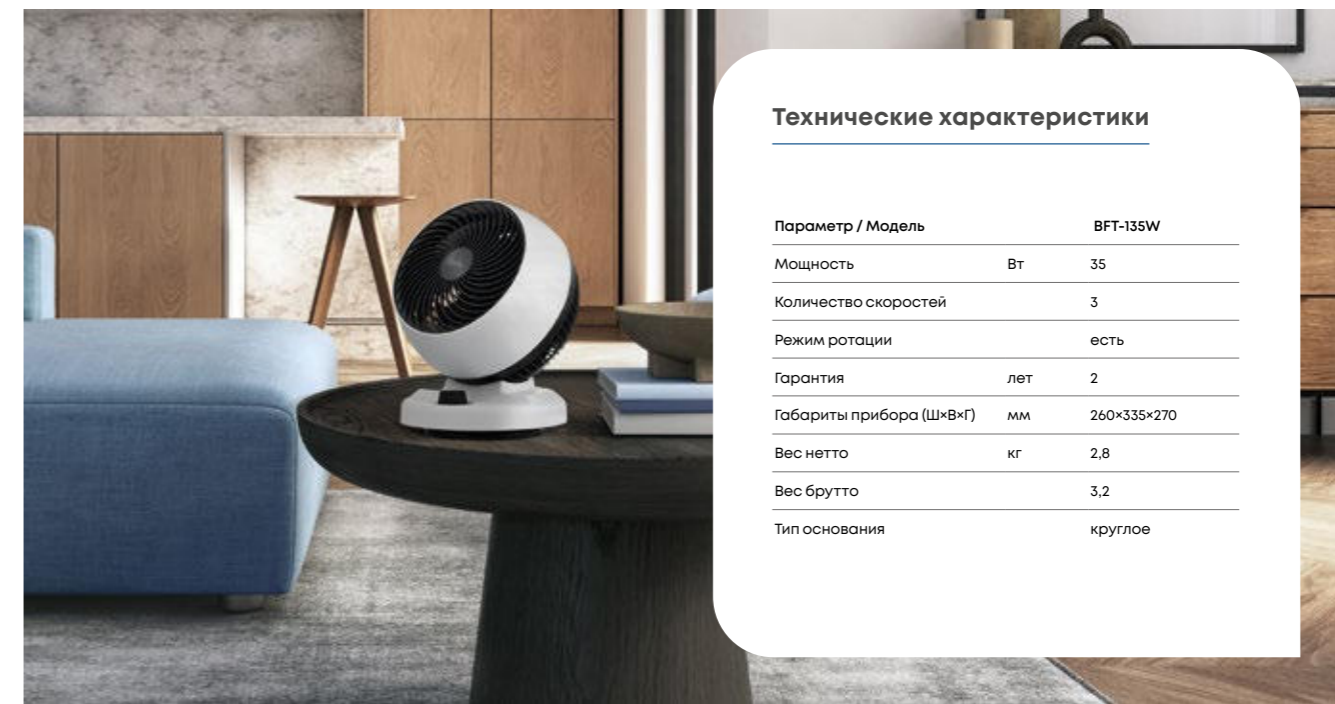 Технические характеристики
Параметр / Модель BFT-135W
Мощность Вт 35
Количество скоростей 3
Режим ротации есть
Гарантия лет 2
Габариты прибора (Ш×В×Г) мм 260×335×270
Вес нетто кг 2,8
Вес брутто 3,2
Тип основания круглое